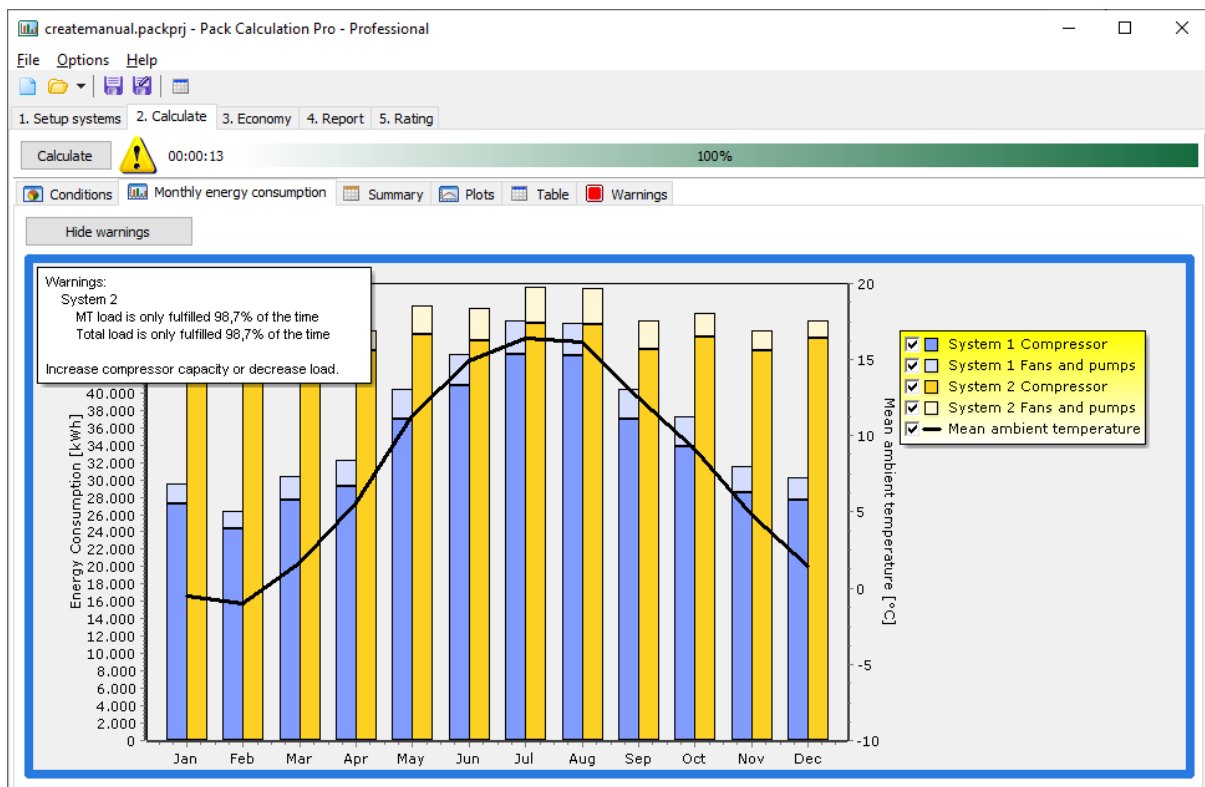 createmanual.packprj - Pack Calculation Pro - Professional
File Options Help
1. Setup systems 2. Calculate 3. Economy 4. Report 5. Rating
Calculate 00:00:13 100%
Conditions Monthly energy consumption Summary Plots Table Warnings
Hide warnings
Warnings:
System 2
MT load is only fulfilled 98,7% of the time
Total load is only fulfilled 98,7% of the time
Increase compressor capacity or decrease load.
Energy Consumption [kWh]
40.000
38.000
36.000
34.000
32.000
30.000
28.000
26.000
24.000
22.000
20.000
18.000
16.000
14.000
12.000
10.000
8.000
6.000
4.000
2.000
0
Jan Feb Mar Apr May Jun Jul Aug Sep Oct Nov Dec
20
15
10
5
0
-5
-10
Mean ambient temperature [°C]
System 1 Compressor
System 1 Fans and pumps
System 2 Compressor
System 2 Fans and pumps
Mean ambient temperature